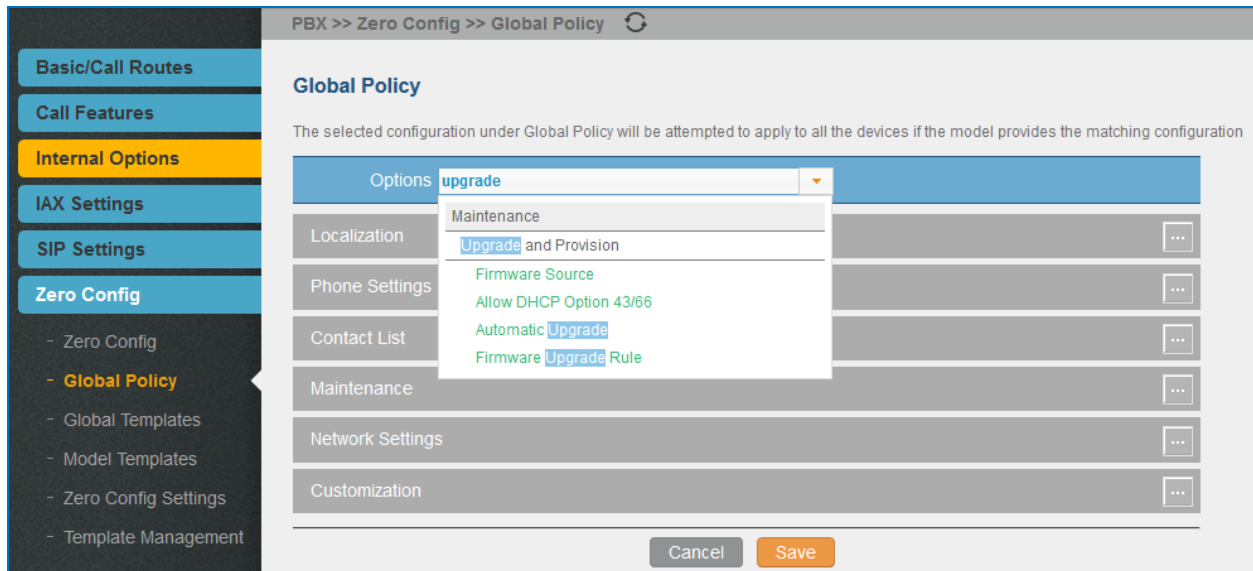 PBX >> Zero Config >> Global Policy
Basic/Call Routes
Call Features
Internal Options
IAX Settings
SIP Settings
Zero Config
- Zero Config
- Global Policy
- Global Templates
- Model Templates
- Zero Config Settings
- Template Management
Global Policy
The selected configuration under Global Policy will be attempted to apply to all the devices if the model provides the matching configuration
Options upgrade
Maintenance
Upgrade and Provision
Firmware Source
Allow DHCP Option 43/66
Automatic Upgrade
Firmware Upgrade Rule
Localization ...
Phone Settings ...
Contact List ...
Maintenance ...
Network Settings ...
Customization ...
Cancel Save